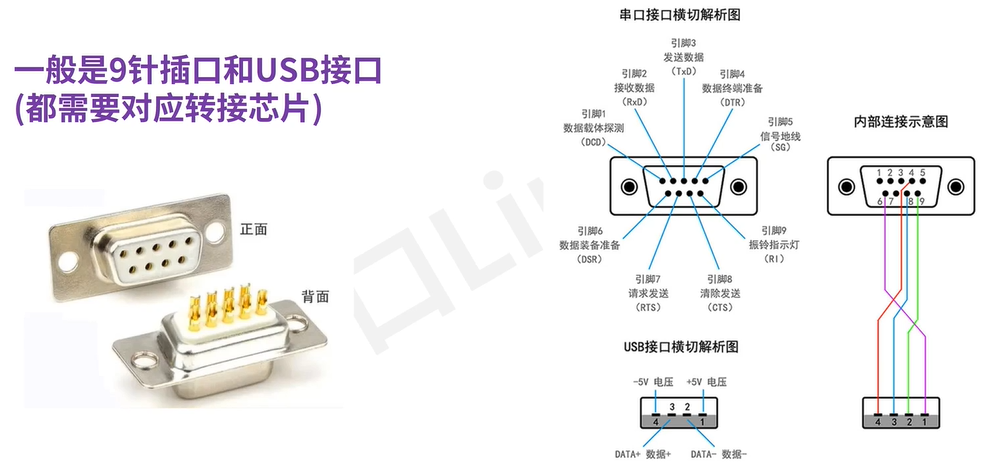 一般是9针插口和USB接口
(都需要对应转接芯片)
正面
背面
串口接口横切解析图
引脚3
发送数据
(TxD)
引脚2
接收数据
(RxD)
引脚4
数据终端准备
(DTR)
引脚1
数据载体探测
(DCD)
引脚5
信号地线
(SG)
引脚6
数据装备准备
(DSR)
引脚9
振铃指示灯
(RI)
引脚7
请求发送
(RTS)
引脚8
清除发送
(CTS)
USB接口横切解析图
-5V 电压 +5V 电压
3 2
4 1
DATA+ 数据+ DATA- 数据-
内部连接示意图
1 2 3 4 5
6 7 8 9
4 3 2 1
口Li